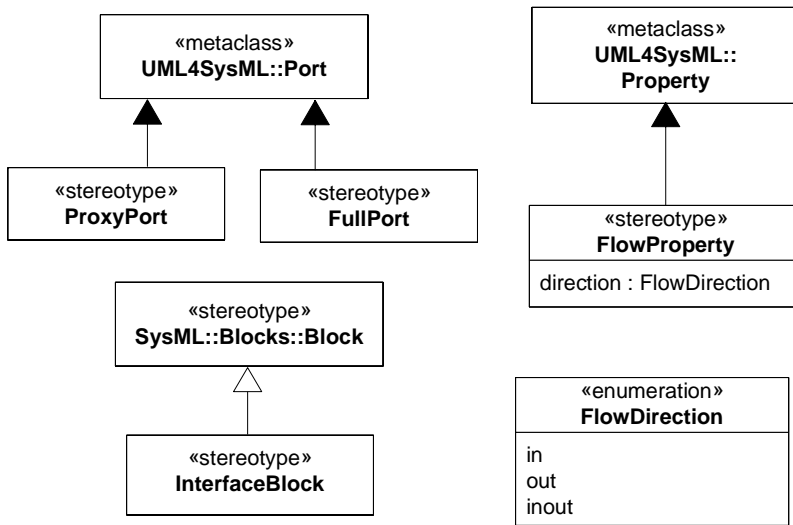 «metaclass»
UML4SysML::Port
«metaclass»
UML4SysML::
Property
«stereotype»
ProxyPort
«stereotype»
FullPort
«stereotype»
FlowProperty
direction : FlowDirection
«stereotype»
SysML::Blocks::Block
«stereotype»
InterfaceBlock
«enumeration»
FlowDirection
in
out
inout